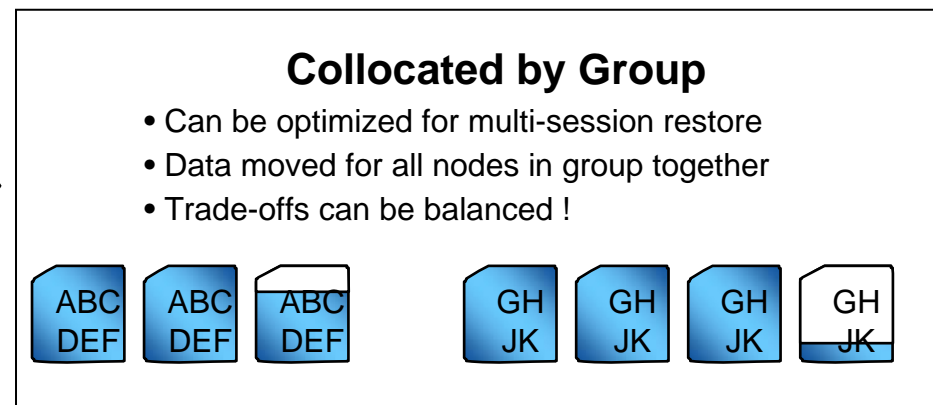 Collocated by Group
• Can be optimized for multi-session restore
• Data moved for all nodes in group together
• Trade-offs can be balanced !
ABC ABC ABC GH GH GH GH
DEF DEF DEF JK JK JK JK